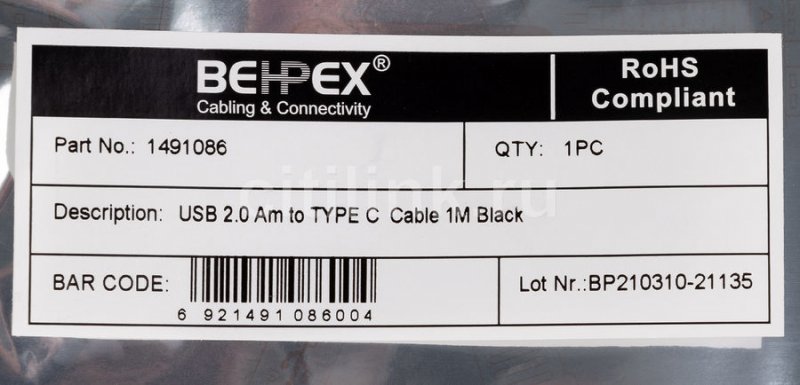 BEHPEX®
Cabling & Connectivity
RoHS
Compliant
Part No.: 1491086
QTY: 1PC
citilink.ru
Description: USB 2.0 Am to TYPE C Cable 1M Black
BAR CODE:
6 921491 086004
Lot Nr.:BP210310-21135